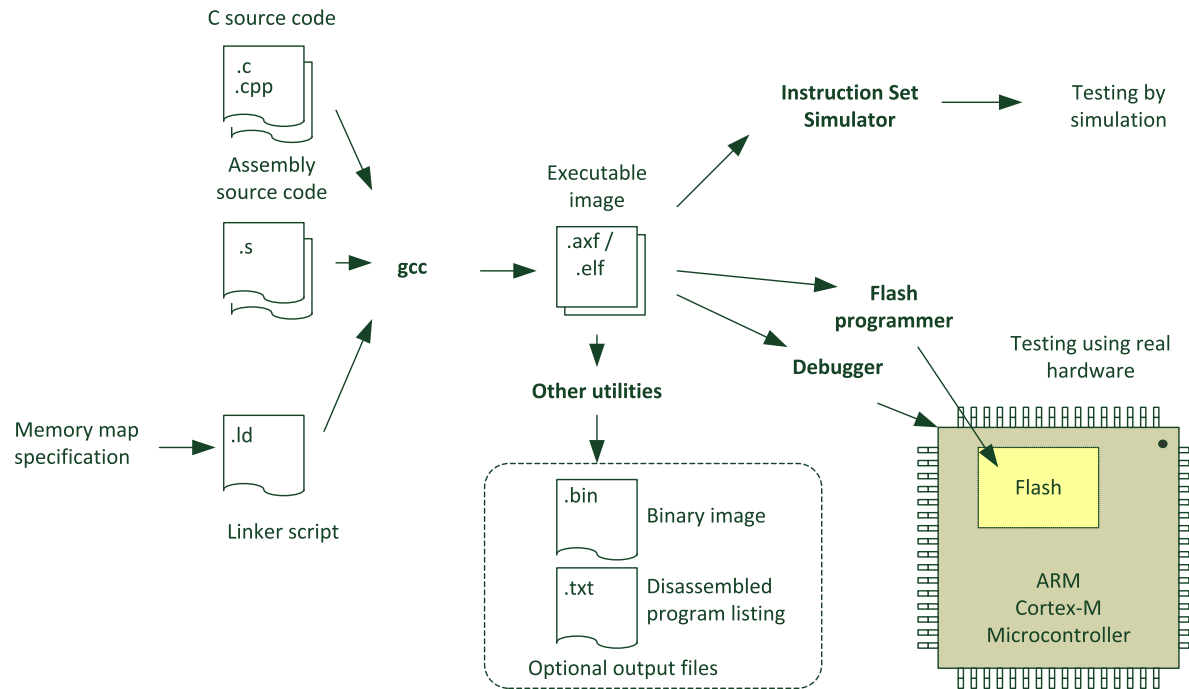 C source code
.c
.cpp
Assembly
source code
.s
Memory map
specification
.ld
Linker script
gcc
Executable
image
.axf /
.elf
Other utilities
.bin
Binary image
.txt
Disassembled
program listing
Optional output files
Instruction Set
Simulator
Testing by
simulation
Flash
programmer
Debugger
Testing using real
hardware
Flash
ARM
Cortex-M
Microcontroller